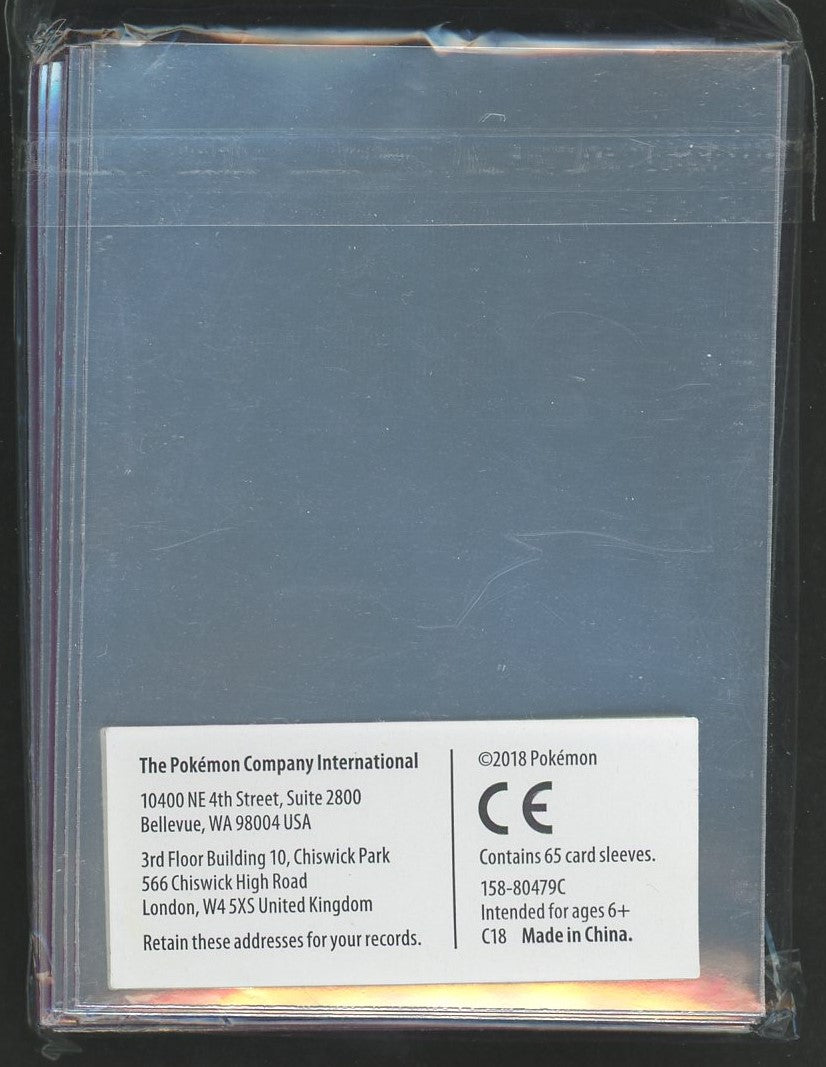 The Pokémon Company International
10400 NE 4th Street, Suite 2800
Bellevue, WA 98004 USA
3rd Floor Building 10, Chiswick Park
566 Chiswick High Road
London, W4 5XS United Kingdom
Retain these addresses for your records.
©2018 Pokémon
CE
Contains 65 card sleeves.
158-80479C
Intended for ages 6+
C18 Made in China.